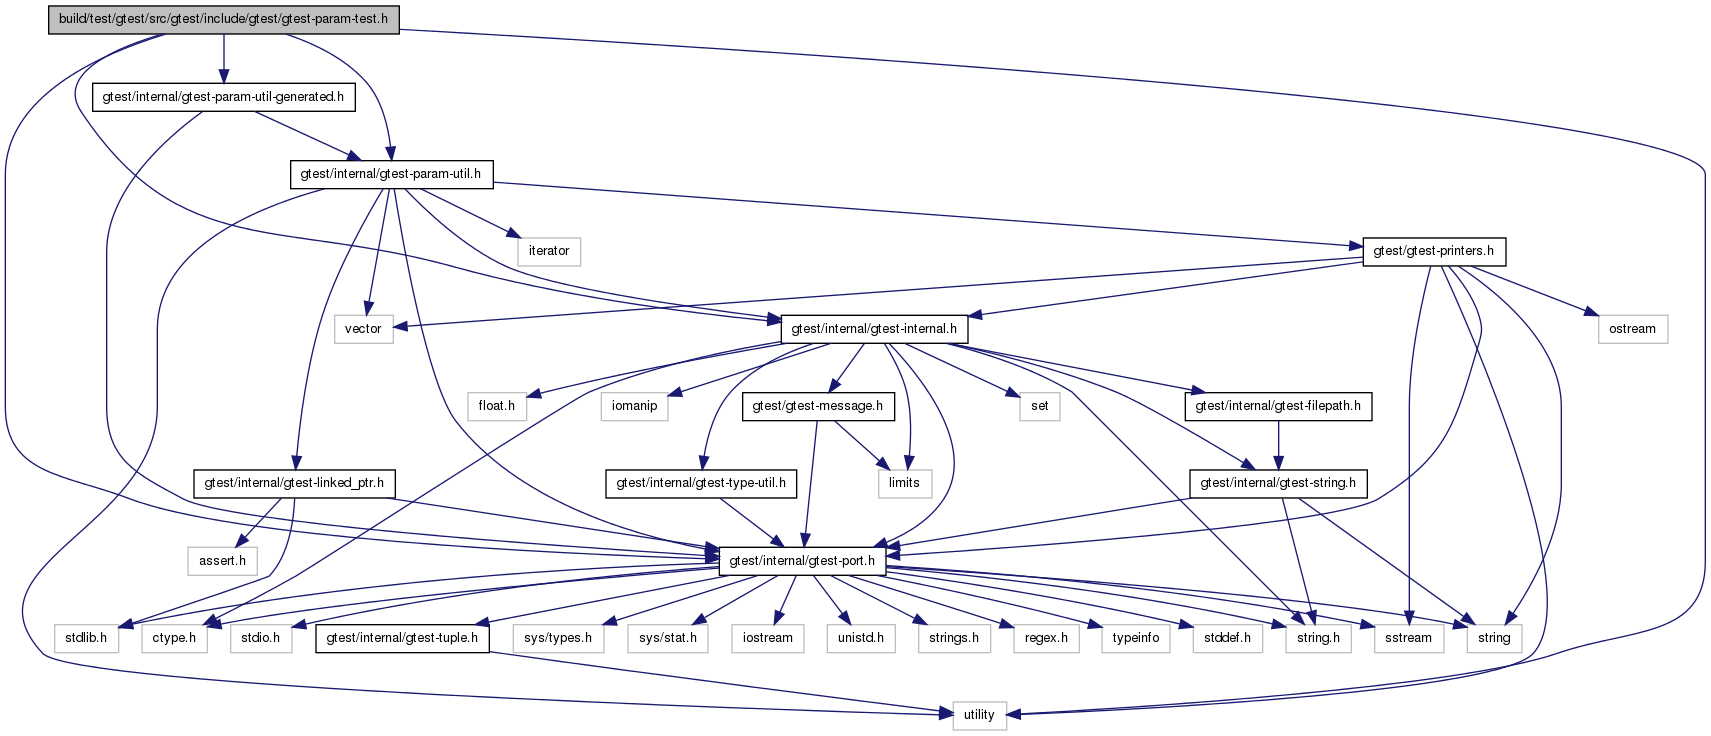 build/test/gtest/src/gtest/include/gtest/gtest-param-test.h
gtest/internal/gtest-param-util-generated.h
gtest/internal/gtest-param-util.h
iterator
gtest/gtest-printers.h
vector
gtest/internal/gtest-internal.h
ostream
float.h
iomanip
gtest/gtest-message.h
set
gtest/internal/gtest-filepath.h
gtest/internal/gtest-linked_ptr.h
gtest/internal/gtest-type-util.h
limits
gtest/internal/gtest-string.h
assert.h
gtest/internal/gtest-port.h
stdlib.h
ctype.h
stdio.h
gtest/internal/gtest-tuple.h
sys/types.h
sys/stat.h
iostream
unistd.h
strings.h
regex.h
typeinfo
stddef.h
string.h
sstream
string
utility